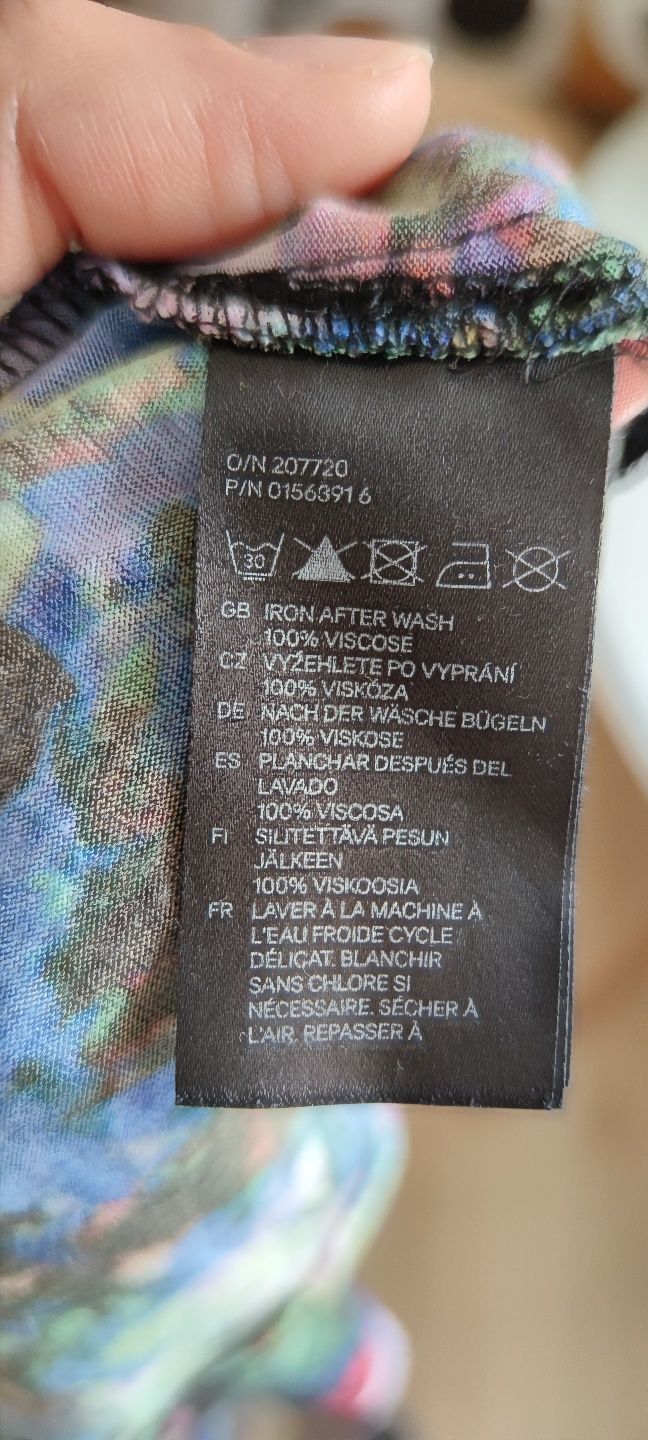 O/N 207720
P/N 0156391 6
30
GB IRON AFTER WASH
100% VISCOSE
CZ VYŽEHLETE PO VYPRÁNÍ
100% VISKÓZA
DE NACH DER WÄSCHE BÜGELN
100% VISKOSE
ES PLANCHAR DESPUÉS DEL
LAVADO
100% VISCOSA
FI SILITETTÄVÄ PESUN
JÄLKEEN
100% VISKOOSIA
FR LAVER À LA MACHINE À
L'EAU FROIDE CYCLE
DÉLICAT. BLANCHIR
SANS CHLORE SI
NÉCESSAIRE. SÉCHER À
L'AIR. REPASSER À